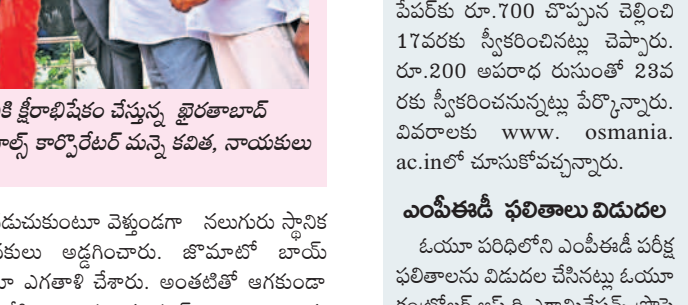 కి క్షీరాభిషేకం చేస్తున్న ఖైరతాబాద్
ాల్స్ కార్పొరేటర్ మన్నె కవిత, నాయకులు
డుచుకుంటూ వెళ్తుండగా నలుగురు స్థానిక
వకులు అడ్డగించారు. జొమాటో బాయ్
ూ ఎగతాళి చేశారు. అంతటితో ఆగకుండా
పేపర్‌కు రూ.700 చొప్పున చెల్లించి
17వరకు స్వీకరించినట్లు చెప్పారు.
రూ.200 అపరాధ రుసుంతో 23వ
రకు స్వీకరించనున్నట్లు పేర్కొన్నారు.
వివరాలకు www. osmania.
ac.inలో చూసుకోవచ్చన్నారు.
ఎంపీఈడీ ఫలితాలు విడుదల
ఓయూ పరిధిలోని ఎంపీఈడీ పరీక్ష
ఫలితాలను విడుదల చేసినట్లు ఓయూ